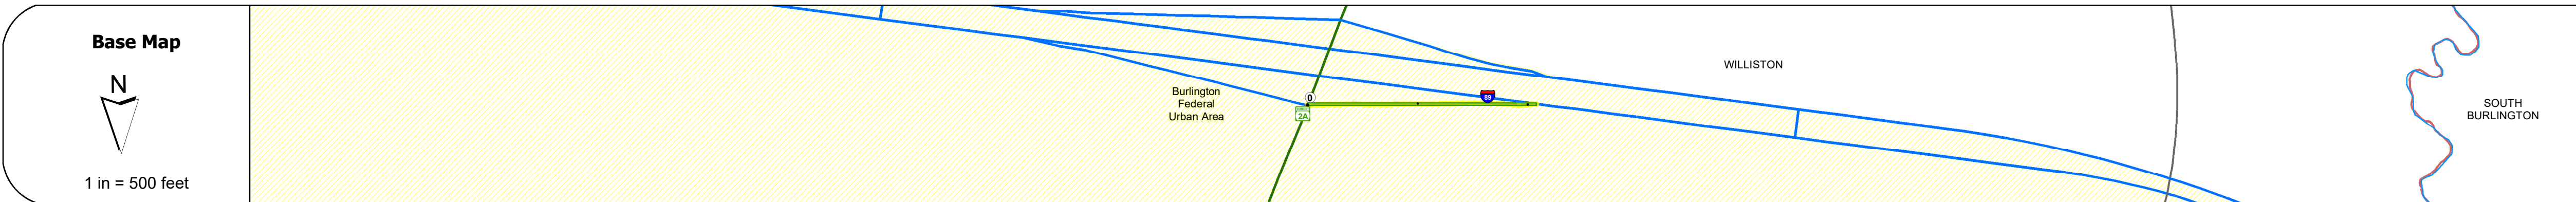 Base Map
N
1 in = 500 feet
Burlington
Federal
Urban Area
0
2A
89
WILLISTON
SOUTH
BURLINGTON